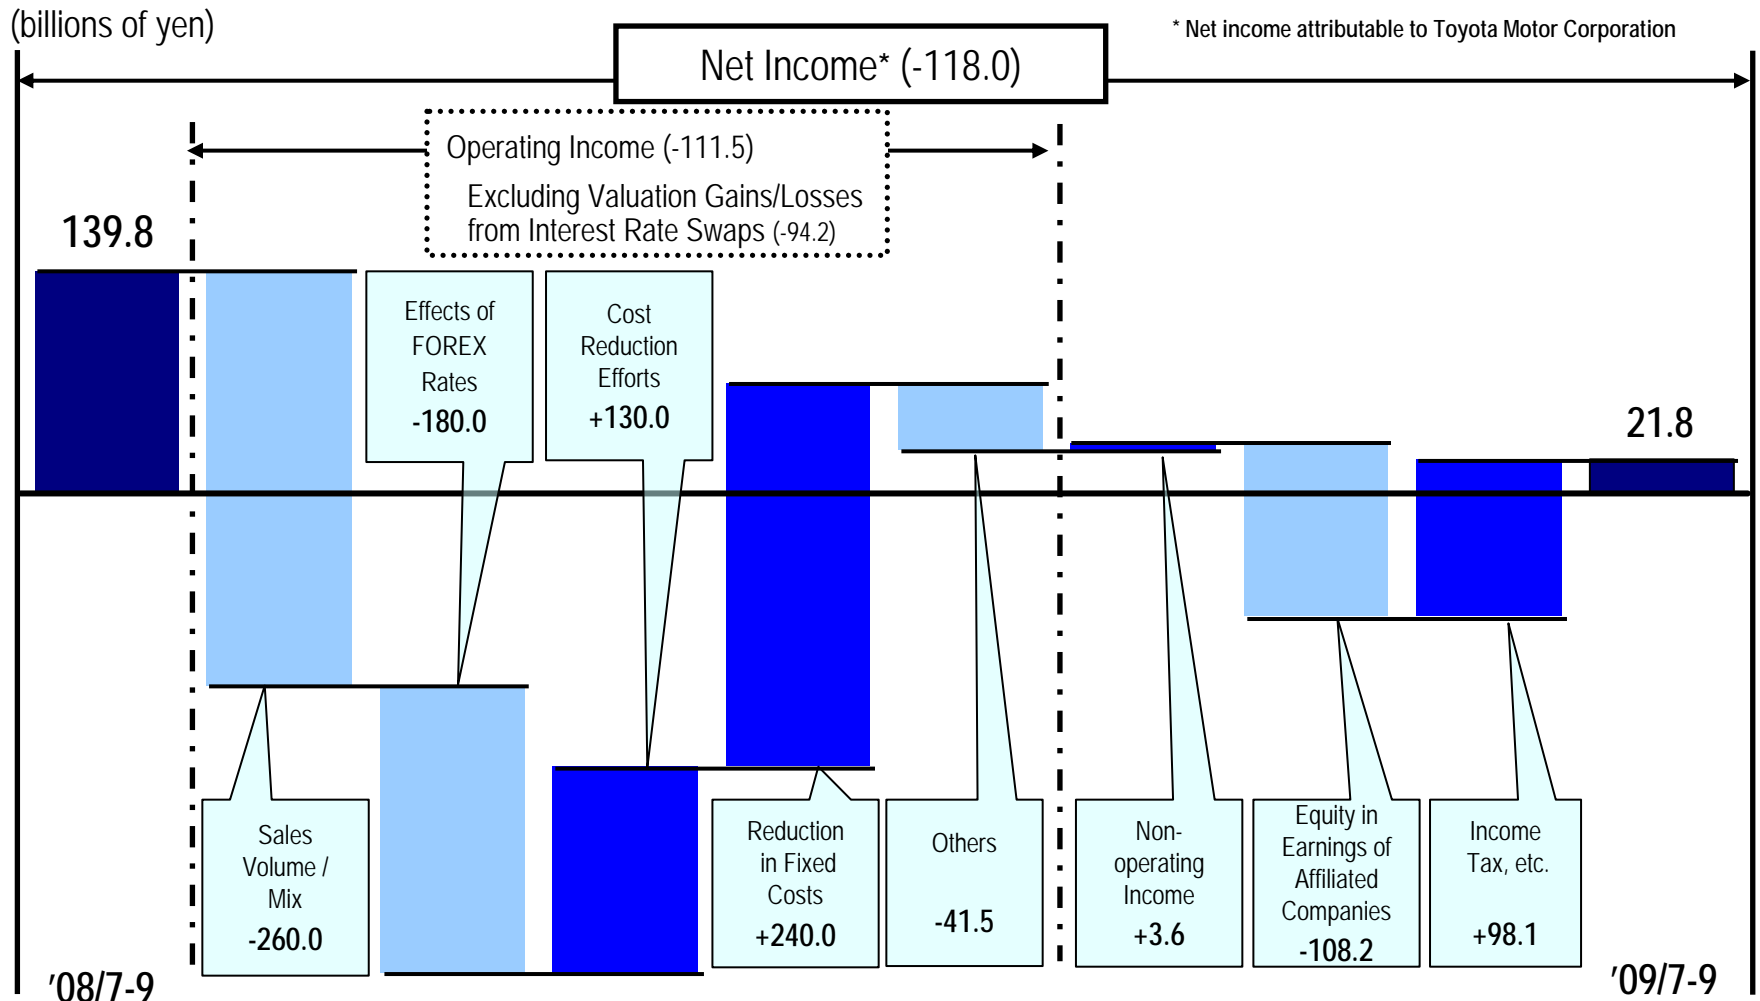 (billions of yen)
* Net income attributable to Toyota Motor Corporation
Net Income* (-118.0)
Operating Income (-111.5)
Excluding Valuation Gains/Losses
from Interest Rate Swaps (-94.2)
139.8
Effects of
FOREX
Rates
-180.0
Cost
Reduction
Efforts
+130.0
21.8
Sales
Volume /
Mix
-260.0
Reduction
in Fixed
Costs
+240.0
Others
-41.5
Non-
operating
Income
+3.6
Equity in
Earnings of
Affiliated
Companies
-108.2
Income
Tax, etc.
+98.1
'08/7-9
'09/7-9